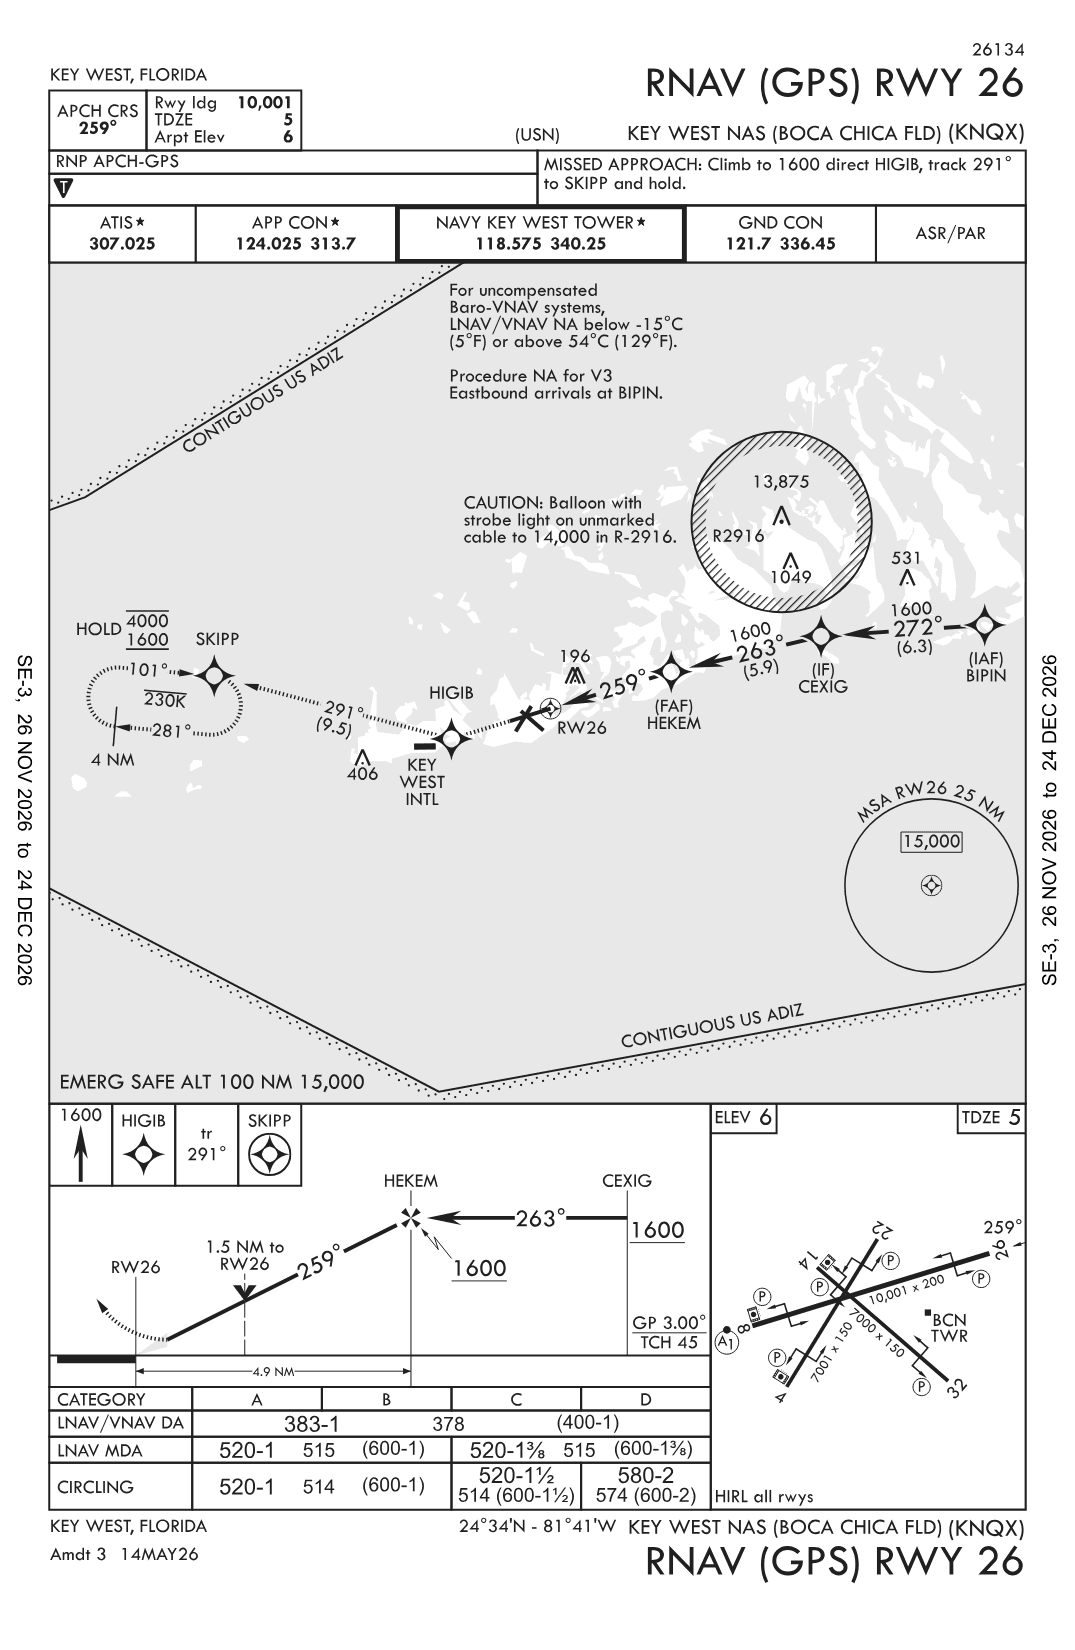 26134
KEY WEST, FLORIDA
RNAV (GPS) RWY 26
APCH CRS
259°
Rwy ldg 10,001
TDZE 5
Arpt Elev 6
(USN) KEY WEST NAS (BOCA CHICA FLD) (KNQX)
RNP APCH-GPS
T
MISSED APPROACH: Climb to 1600 direct HIGIB, track 291°
to SKIPP and hold.
ATIS★
307.025
APP CON★
124.025 313.7
NAVY KEY WEST TOWER★
118.575 340.25
GND CON
121.7 336.45
ASR/PAR
For uncompensated
Baro-VNAV systems,
LNAV/VNAV NA below -15°C
(5°F) or above 54°C (129°F).
Procedure NA for V3
Eastbound arrivals at BIPIN.
CONTIGUOUS US ADIZ
CAUTION: Balloon with
strobe light on unmarked
cable to 14,000 in R-2916.
13,875
R2916
1049
531
1600
272°
(6.3)
(IAF)
BIPIN
1600
263°
(5.9)
(IF)
CEXIG
HOLD 4000
1600
SKIPP
101°
230K
281°
4 NM
291°
(9.5)
HIGIB
196
259°
(FAF)
HEKEM
RW26
406
KEY
WEST
INTL
MSA RW26 25 NM
15,000
CONTIGUOUS US ADIZ
EMERG SAFE ALT 100 NM 15,000
SE-3, 26 NOV 2026 to 24 DEC 2026
SE-3, 26 NOV 2026 to 24 DEC 2026
1600
HIGIB
tr
291°
SKIPP
HEKEM
CEXIG
263°
1600
1600
1.5 NM to
RW26
259°
RW26
GP 3.00°
TCH 45
4.9 NM
ELEV 6
TDZE 5
22
259°
26
14
P
P
P
P
10,001 x 200
8
A1
7000 x 150
7001 x 150
BCN
TWR
P
P
4
32
HIRL all rwys
CATEGORY A B C D
LNAV/VNAV DA 383-1 378 (400-1)
LNAV MDA 520-1 515 (600-1) 520-1⅜ 515 (600-1⅜)
CIRCLING 520-1 514 (600-1) 520-1½ 514 (600-1½) 580-2 574 (600-2)
KEY WEST, FLORIDA
24°34'N - 81°41'W KEY WEST NAS (BOCA CHICA FLD) (KNQX)
Amdt 3 14MAY26
RNAV (GPS) RWY 26